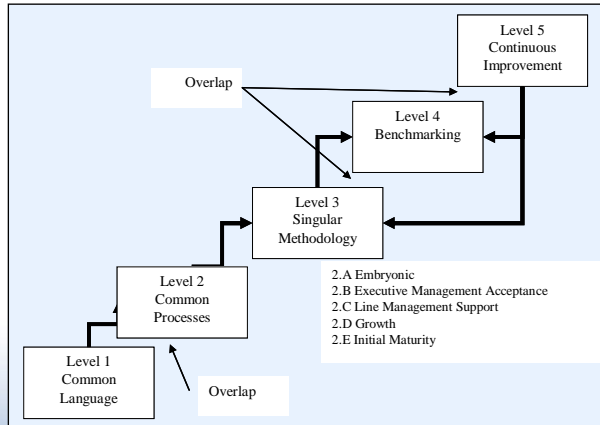 Level 5
Continuous
Improvement
Overlap
Level 4
Benchmarking
Level 3
Singular
Methodology
2.A Embryonic
2.B Executive Management Acceptance
2.C Line Management Support
2.D Growth
2.E Initial Maturity
Level 2
Common
Processes
Level 1
Common
Language
Overlap